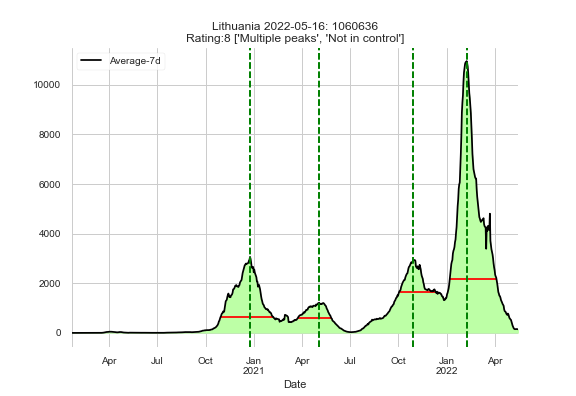 Lithuania 2022-05-16: 1060636
Rating:8 ['Multiple peaks', 'Not in control']
Average-7d
10000
8000
6000
4000
2000
0
Apr Jul Oct Jan Apr Jul Oct Jan Apr
2021 2022
Date